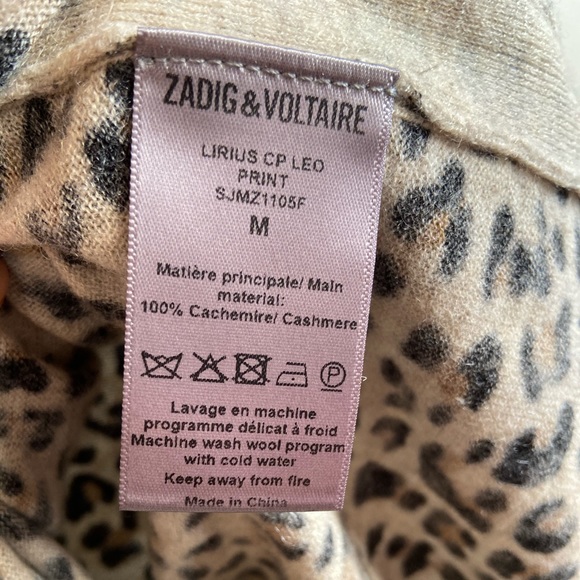 ZADIG&VOLTAIRE
LIRIUS CP LEO
PRINT
SJMZ1105F
M
Matière principale/ Main
material:
100% Cachemire/ Cashmere
P
Lavage en machine
programme délicat à froid
Machine wash wool program
with cold water
Keep away from fire
Made in China